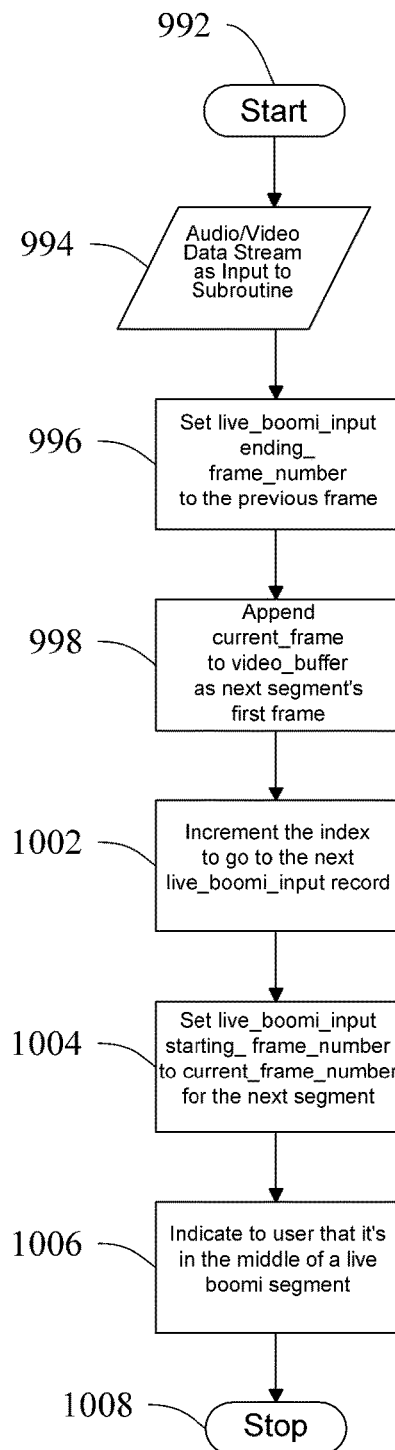 992
Start
994
Audio/Video
Data Stream
as Input to
Subroutine
996
Set live_boomi_input
ending_
frame_number
to the previous frame
998
Append
current_frame
to video_buffer
as next segment's
first frame
1002
Increment the index
to go to the next
live_boomi_input record
1004
Set live_boomi_input
starting_ frame_number
to current_frame_number
for the next segment
1006
Indicate to user that it's
in the middle of a live
boomi segment
1008
Stop